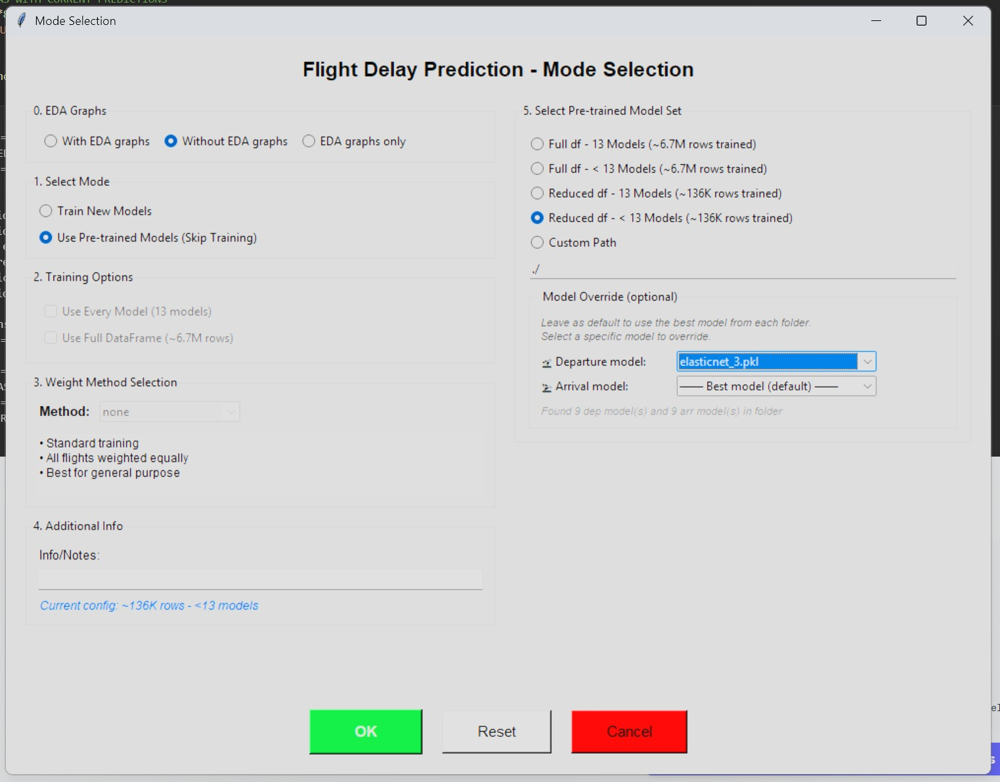 AS WITH CURRENT PREDICTIONS
Mode Selection
Flight Delay Prediction - Mode Selection
0. EDA Graphs
With EDA graphs
Without EDA graphs
EDA graphs only
1. Select Mode
Train New Models
Use Pre-trained Models (Skip Training)
2. Training Options
Use Every Model (13 models)
Use Full DataFrame (~6.7M rows)
3. Weight Method Selection
Method: none
• Standard training
• All flights weighted equally
• Best for general purpose
4. Additional Info
Info/Notes:
Current config: ~136K rows - <13 models
5. Select Pre-trained Model Set
Full df - 13 Models (~6.7M rows trained)
Full df - < 13 Models (~6.7M rows trained)
Reduced df - 13 Models (~136K rows trained)
Reduced df - < 13 Models (~136K rows trained)
Custom Path
./
Model Override (optional)
Leave as default to use the best model from each folder.
Select a specific model to override.
Departure model: elasticnet_3.pkl
Arrival model: —— Best model (default) ——
Found 9 dep model(s) and 9 arr model(s) in folder
OK
Reset
Cancel